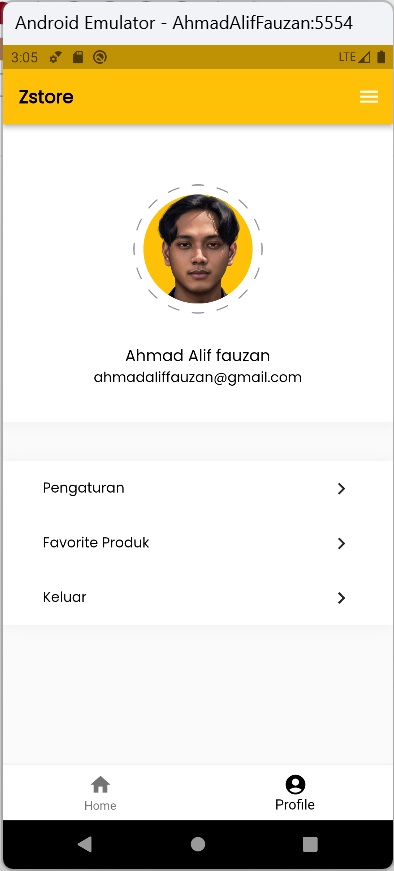 Android Emulator - AhmadAlifFauzan:5554
3:05 LTE
Zstore
Ahmad Alif fauzan
ahmadaliffauzan@gmail.com
Pengaturan
Favorite Produk
Keluar
Home Profile